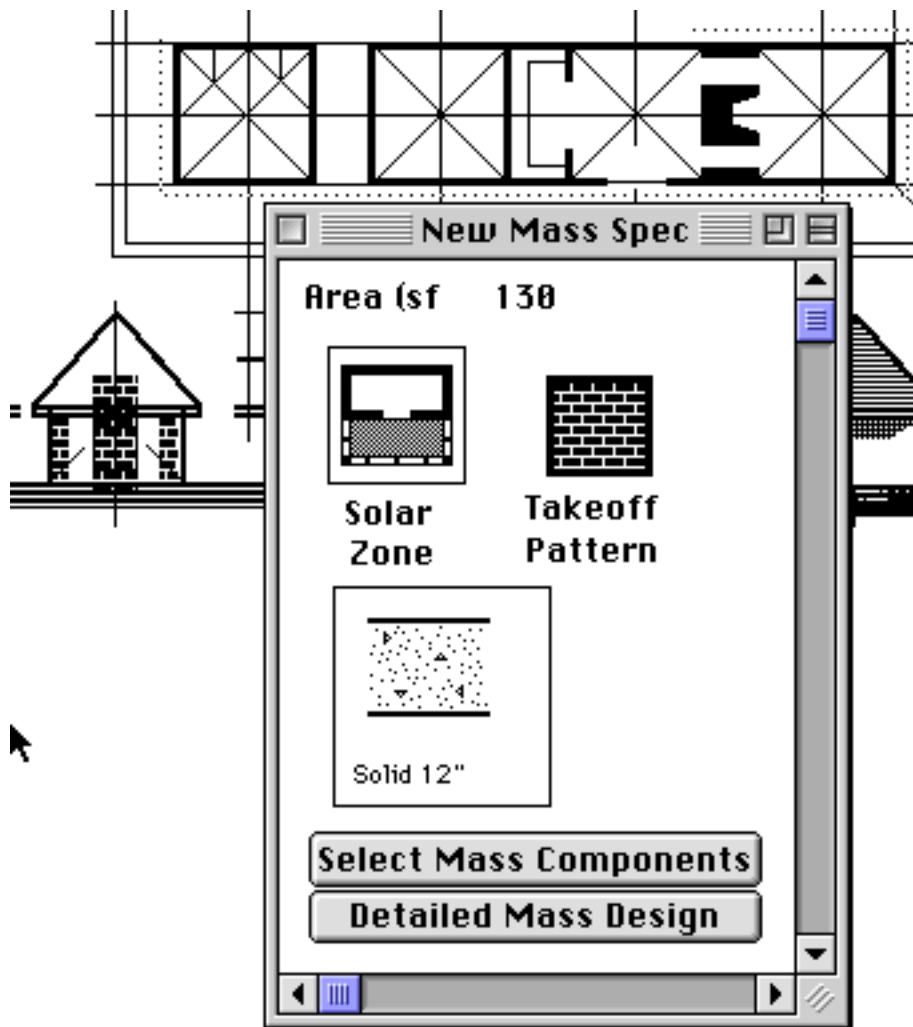 New Mass Spec
Area (sf 130
Solar
Zone
Takeoff
Pattern
Solid 12"
Select Mass Components
Detailed Mass Design